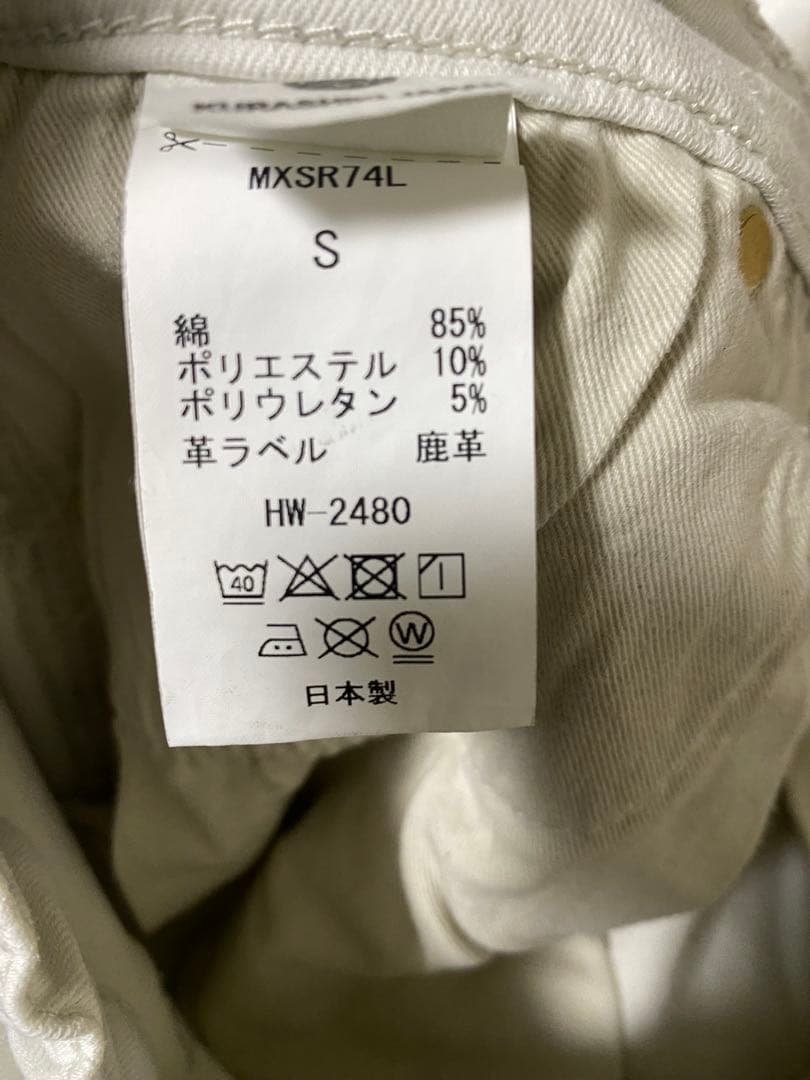 MXSR74L
S
綿 85%
ポリエステル 10%
ポリウレタン 5%
革ラベル 鹿革
HW-2480
40
W
日本製